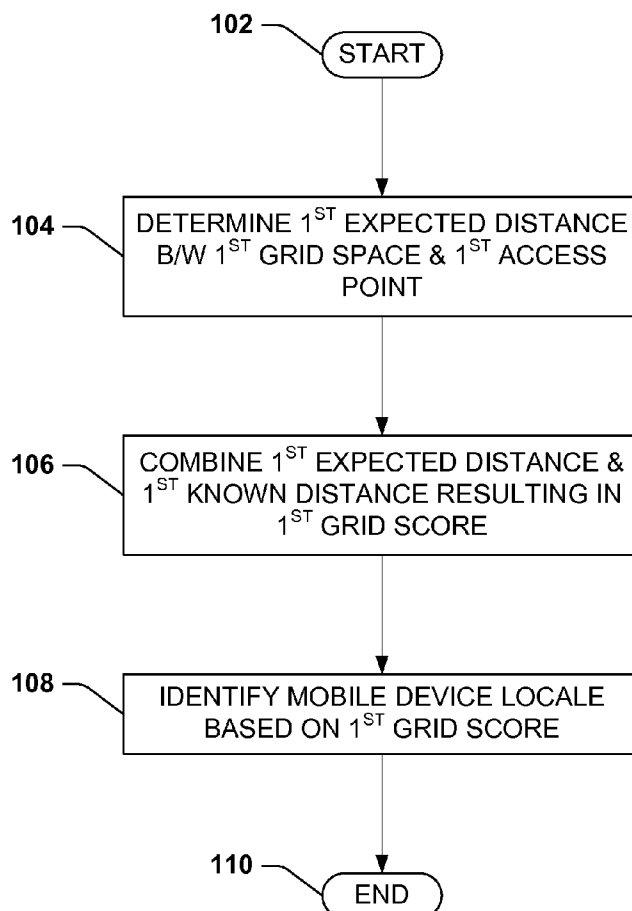 102
START
104
DETERMINE 1ST EXPECTED DISTANCE
B/W 1ST GRID SPACE & 1ST ACCESS
POINT
106
COMBINE 1ST EXPECTED DISTANCE &
1ST KNOWN DISTANCE RESULTING IN
1ST GRID SCORE
108
IDENTIFY MOBILE DEVICE LOCALE
BASED ON 1ST GRID SCORE
110
END